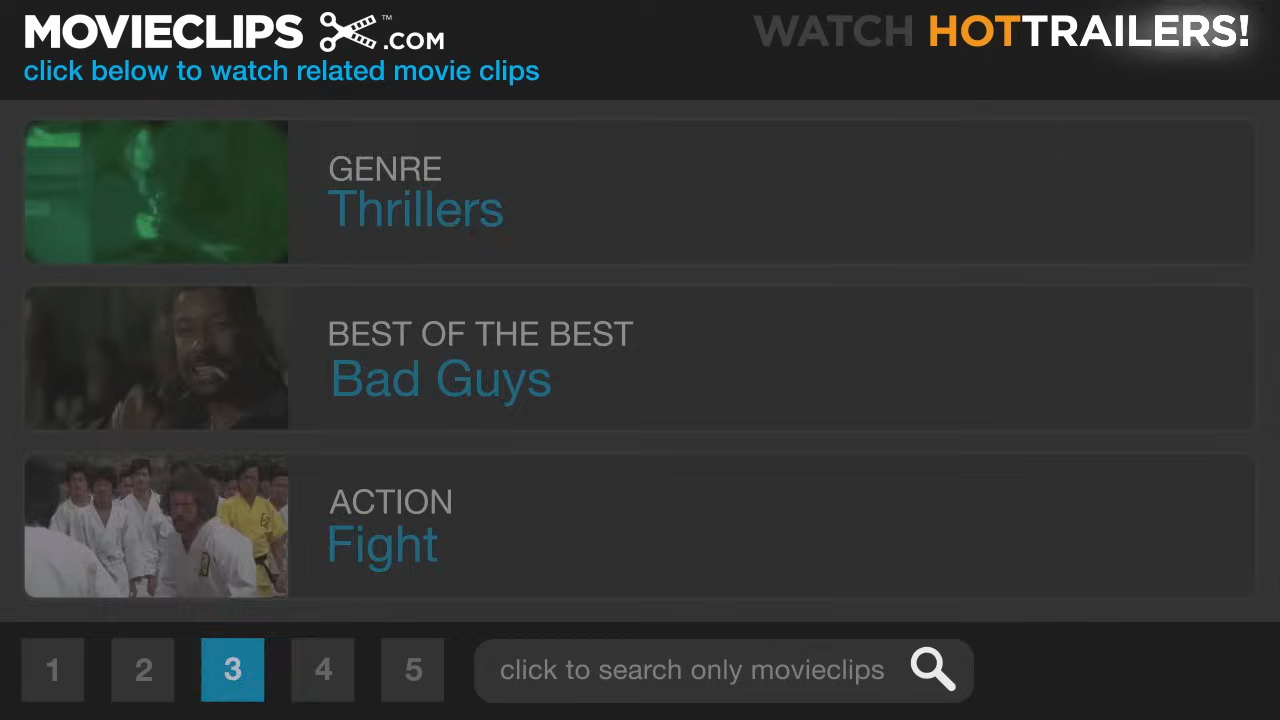 MOVIECLIPS .COM™
WATCH HOTTRAILERS!
click below to watch related movie clips
GENRE
Thrillers
BEST OF THE BEST
Bad Guys
ACTION
Fight
1 2 3 4 5
click to search only movieclips